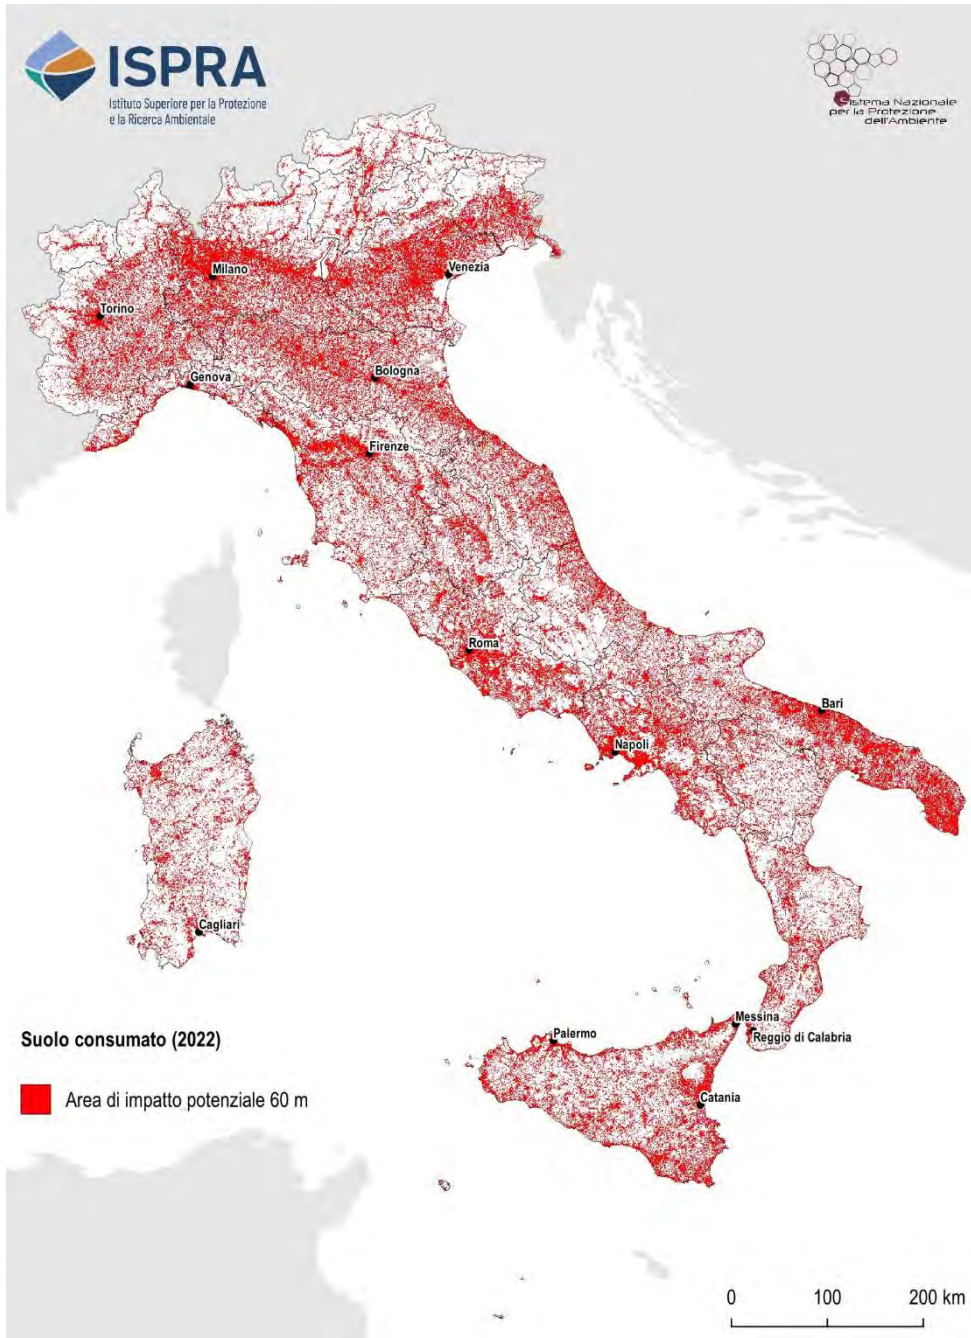 ISPRA
Istituto Superiore per la Protezione
e la Ricerca Ambientale
Sistema Nazionale
per la Protezione
dell'Ambiente
Milano
Venezia
Torino
Genova
Bologna
Firenze
Roma
Bari
Napoli
Cagliari
Messina
Palermo
Reggio di Calabria
Catania
Suolo consumato (2022)
Area di impatto potenziale 60 m
0 100 200 km